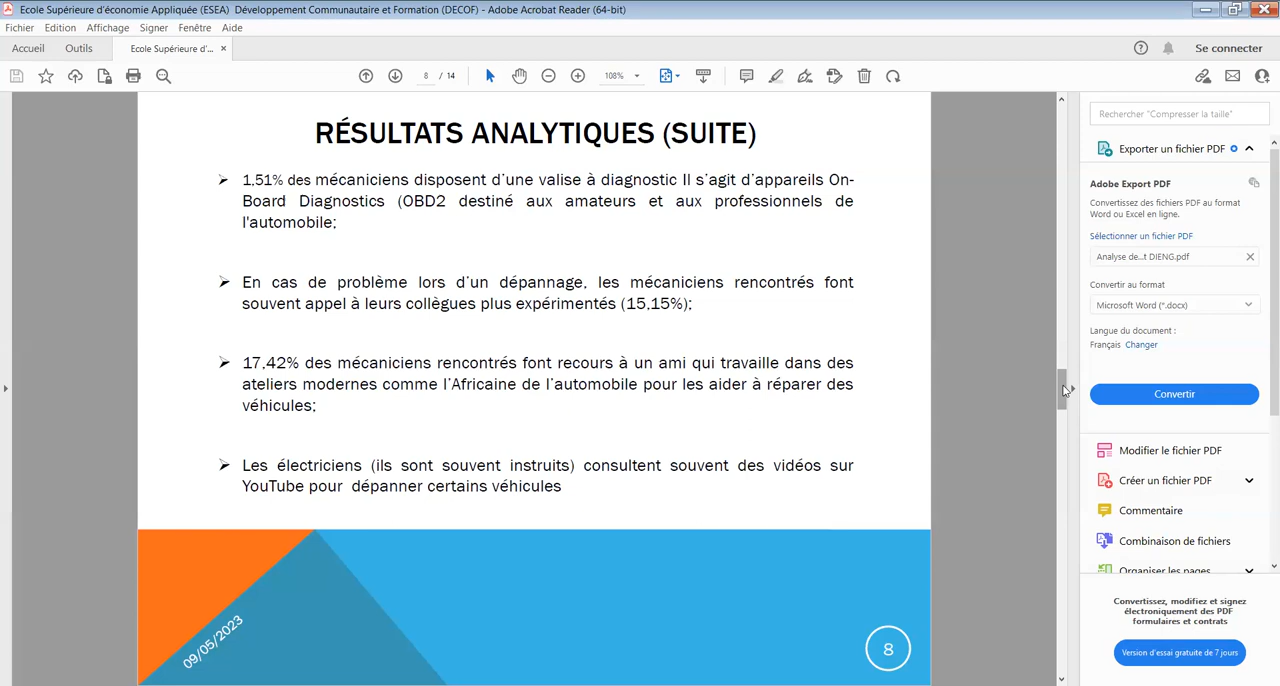 Ecole Supérieure d'économie Appliquée (ESEA)  Développement Communautaire et Formation (DECOF) - Adobe Acrobat Reader (64-bit)
Fichier Edition Affichage Signer Fenêtre Aide
Accueil Outils Ecole Supérieure d'... × Se connecter
8 / 14 108%
RÉSULTATS ANALYTIQUES (SUITE)
1,51% des mécaniciens disposent d'une valise à diagnostic Il s'agit d'appareils On-
Board Diagnostics (OBD2 destiné aux amateurs et aux professionnels de
l'automobile;
En cas de problème lors d'un dépannage, les mécaniciens rencontrés font
souvent appel à leurs collègues plus expérimentés (15,15%);
17,42% des mécaniciens rencontrés font recours à un ami qui travaille dans des
ateliers modernes comme l'Africaine de l'automobile pour les aider à réparer des
véhicules;
Les électriciens (ils sont souvent instruits) consultent souvent des vidéos sur
YouTube pour  dépanner certains véhicules
09/05/2023
8
Rechercher "Compresser la taille"
Exporter un fichier PDF
Adobe Export PDF
Convertissez des fichiers PDF au format
Word ou Excel en ligne.
Sélectionner un fichier PDF
Analyse de...t DIENG.pdf
Convertir au format
Microsoft Word (*.docx)
Langue du document :
Français Changer
Convertir
Modifier le fichier PDF
Créer un fichier PDF
Commentaire
Combinaison de fichiers
Organiser les pages
Convertissez, modifiez et signez
électroniquement des PDF
formulaires et contrats
Version d'essai gratuite de 7 jours